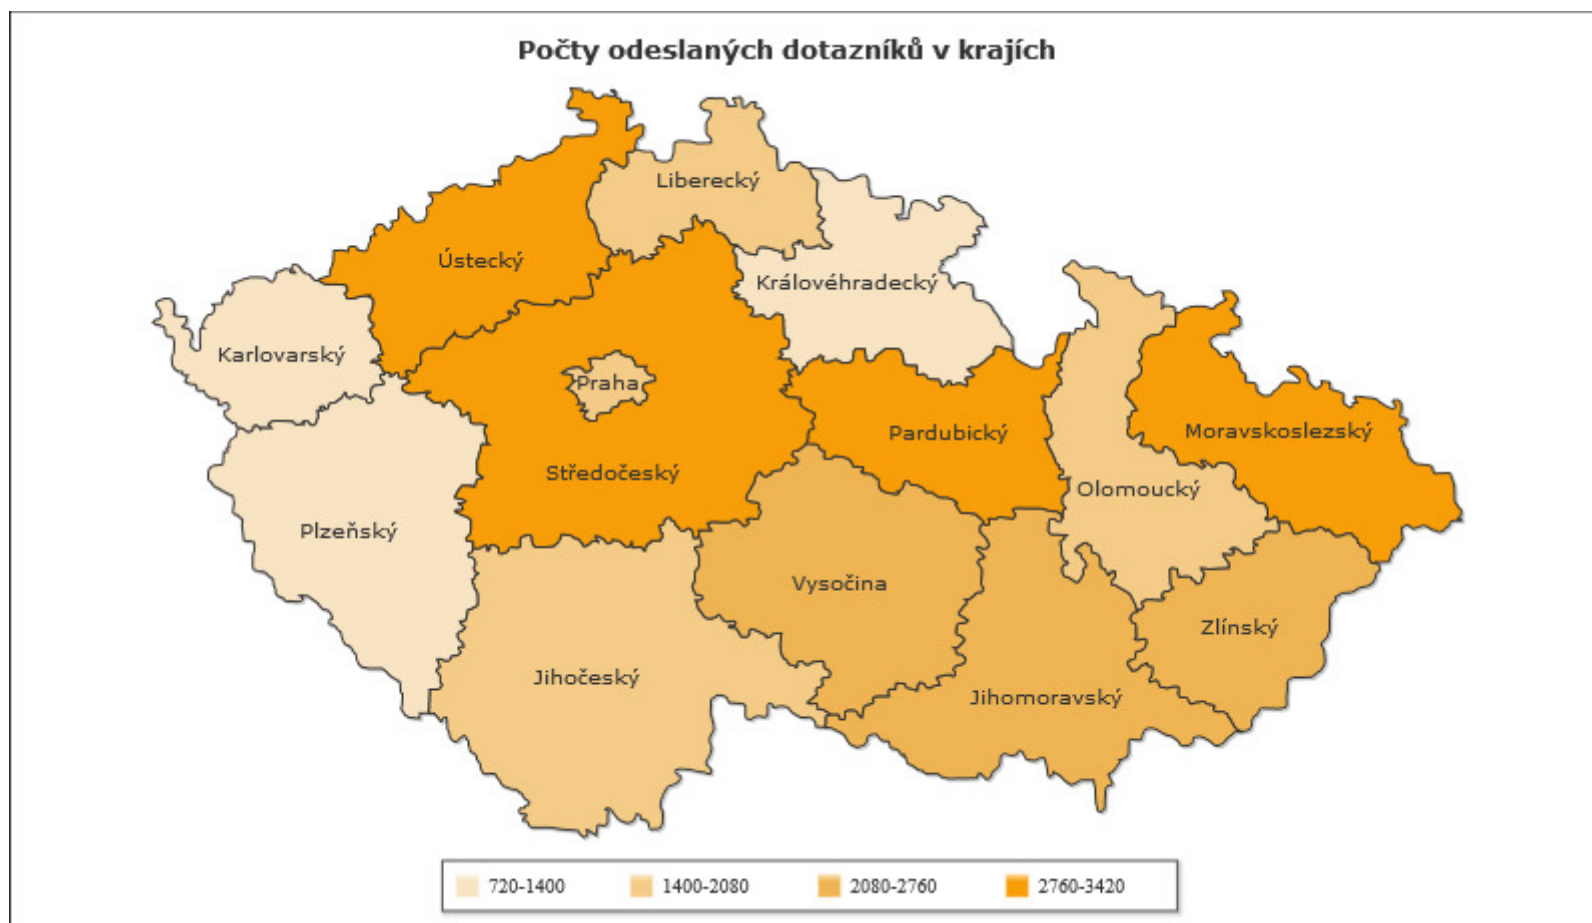 Počty odeslaných dotazníků v krajích
Liberecký
Ústecký
Královéhradecký
Karlovarský
Praha
Pardubický
Moravskoslezský
Středočeský
Olomoucký
Plzeňský
Vysočina
Zlínský
Jihočeský
Jihomoravský
720-1400 1400-2080 2080-2760 2760-3420